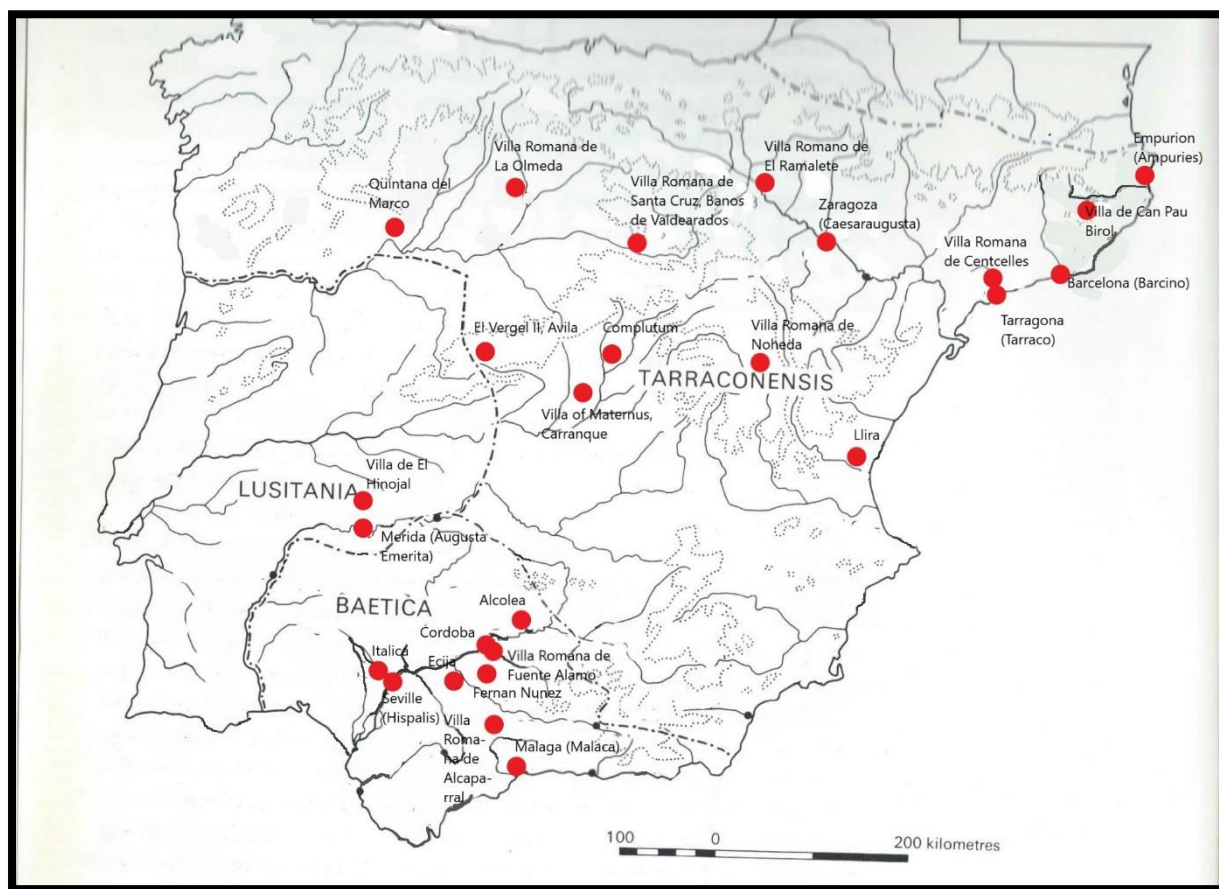 Empurion
(Ampuries)
Villa Romana de
La Olmeda
Villa Romano de
El Ramalete
Quintana del
Marco
Villa Romana de
Santa Cruz, Banos
de Valdearados
Zaragoza
(Caesaraugusta)
Villa de Can Pau
Birol
Villa Romana
de Centcelles
Barcelona (Barcino)
Tarragona
(Tarraco)
El Vergel II, Avila
Complutum
Villa Romana de
Noheda
TARRACONENSIS
Villa of Maternus,
Carranque
Llira
Villa de El
Hinojal
LUSITANIA
Merida (Augusta
Emerita)
BAETICA
Alcolea
Cordoba
Italica
Ecija
Villa Romana de
Fuente Alamo
Fernan Nunez
Seville
(Hispalis)
Villa
Roma-
na de
Alcapa-
rral
Malaga (Malaca)
100 0 200 kilometres